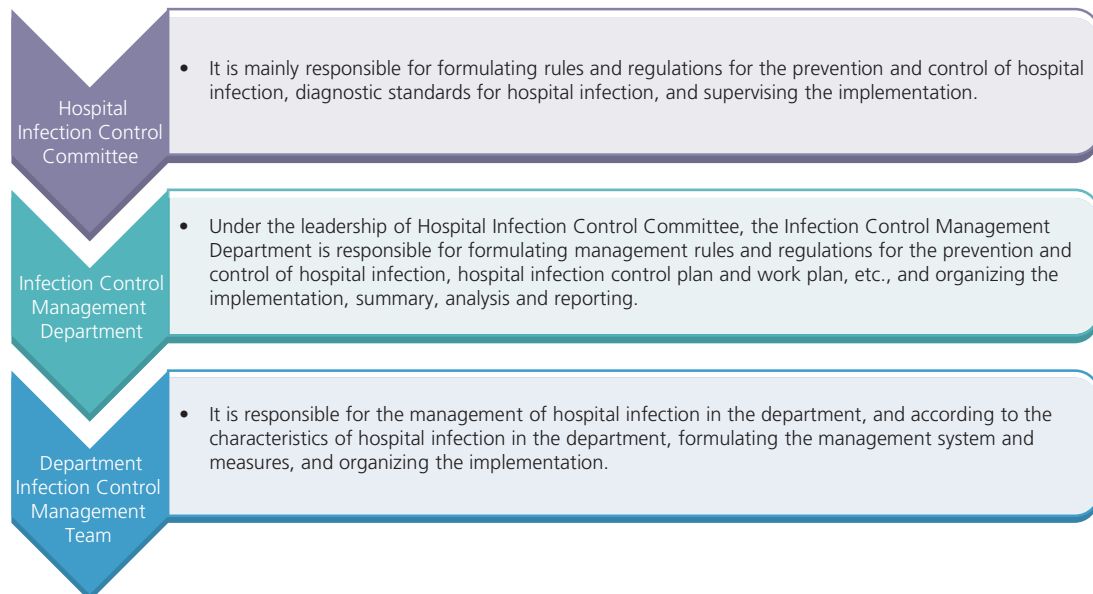 Hospital
Infection Control
Committee
• It is mainly responsible for formulating rules and regulations for the prevention and control of hospital
infection, diagnostic standards for hospital infection, and supervising the implementation.
Infection Control
Management
Department
• Under the leadership of Hospital Infection Control Committee, the Infection Control Management
Department is responsible for formulating management rules and regulations for the prevention and
control of hospital infection, hospital infection control plan and work plan, etc., and organizing the
implementation, summary, analysis and reporting.
Department
Infection Control
Management
Team
• It is responsible for the management of hospital infection in the department, and according to the
characteristics of hospital infection in the department, formulating the management system and
measures, and organizing the implementation.